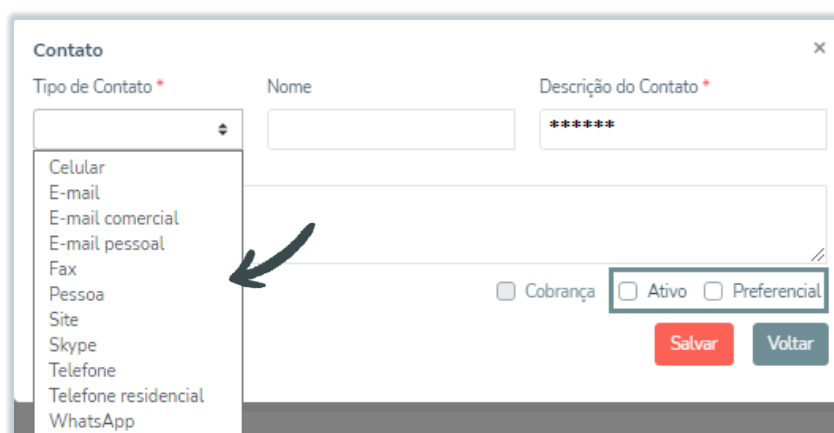 Contato ×
Tipo de Contato * Nome Descrição do Contato *
******
Celular
E-mail
E-mail comercial
E-mail pessoal
Fax
Pessoa
Site
Skype
Telefone
Telefone residencial
WhatsApp
Cobrança Ativo Preferencial
Salvar Voltar